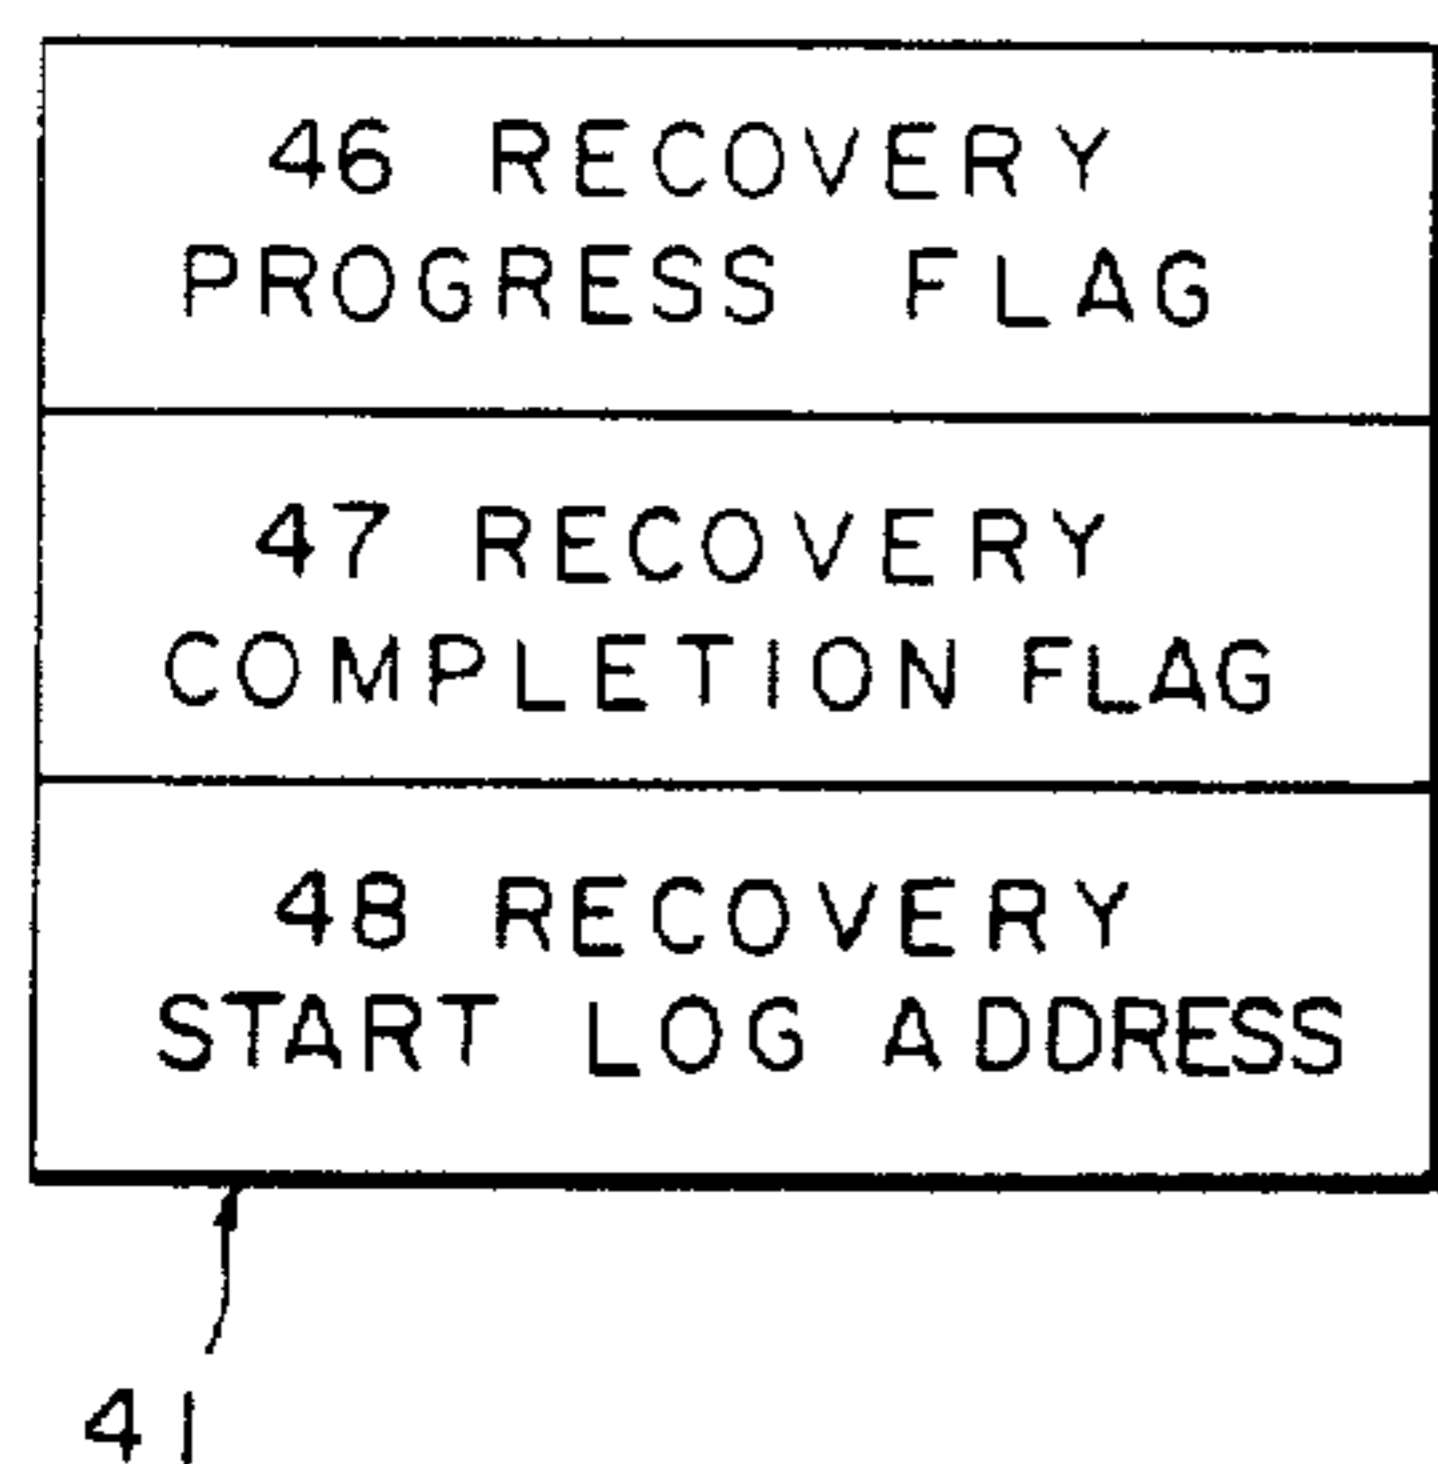 46 RECOVERY
PROGRESS FLAG
47 RECOVERY
COMPLETION FLAG
48 RECOVERY
START LOG ADDRESS
41